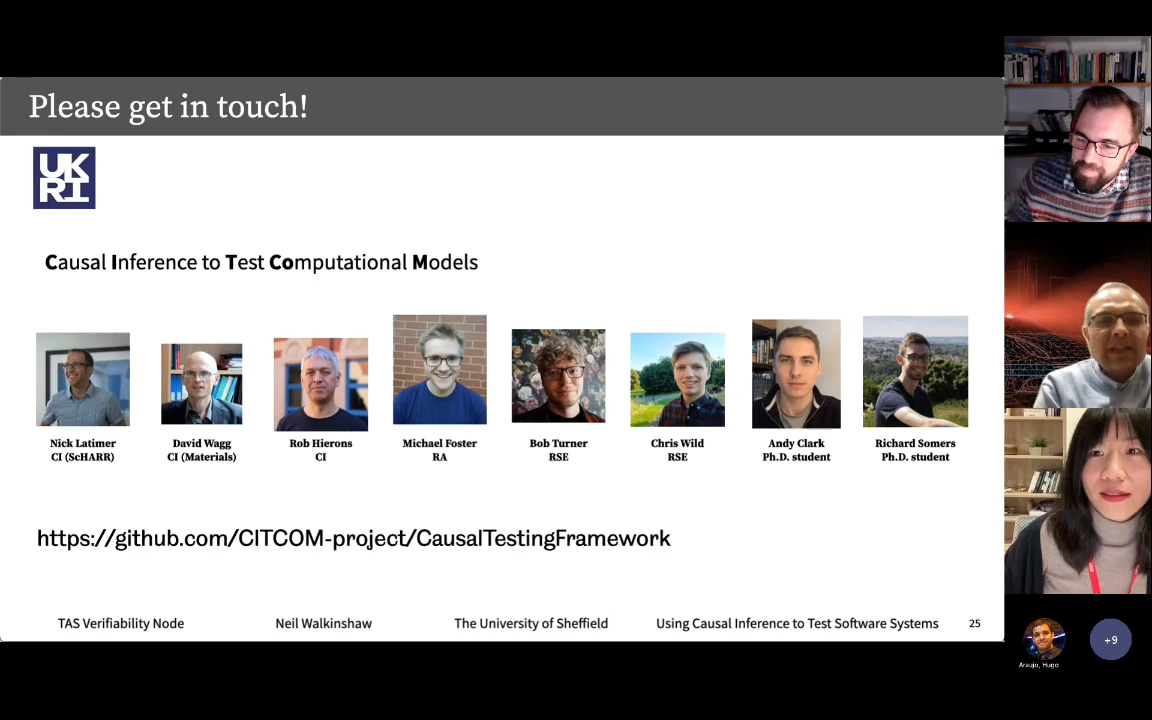 Please get in touch!
UK
RI
Causal Inference to Test Computational Models
Nick Latimer
CI (ScHARR)
David Wagg
CI (Materials)
Rob Hierons
CI
Michael Foster
RA
Bob Turner
RSE
Chris Wild
RSE
Andy Clark
Ph.D. student
Richard Somers
Ph.D. student
https://github.com/CITCOM-project/CausalTestingFramework
TAS Verifiability Node
Neil Walkinshaw
The University of Sheffield
Using Causal Inference to Test Software Systems
25
Araujo, Hugo
+9